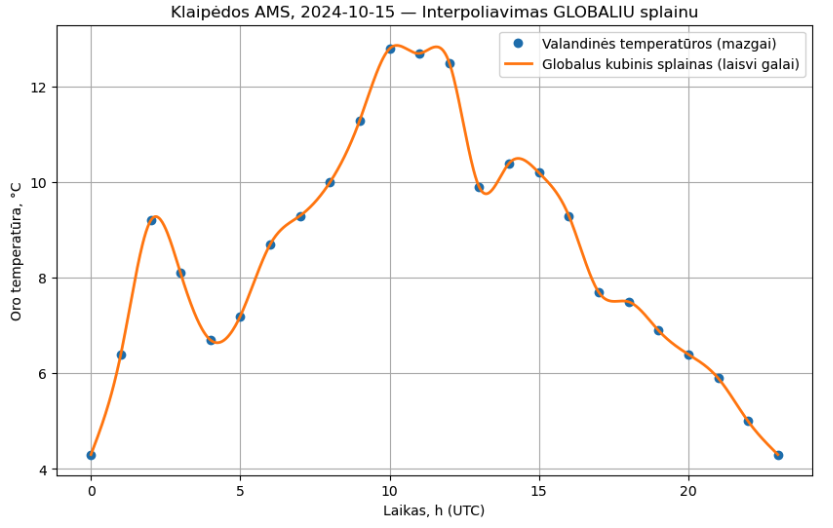 Klaipėdos AMS, 2024-10-15 — Interpoliavimas GLOBALIU splainu
Valandinės temperatūros (mazgai)
Globalus kubinis splainas (laisvi galai)
Oro temperatūra, °C
12
10
8
6
4
0
5
10
15
20
Laikas, h (UTC)